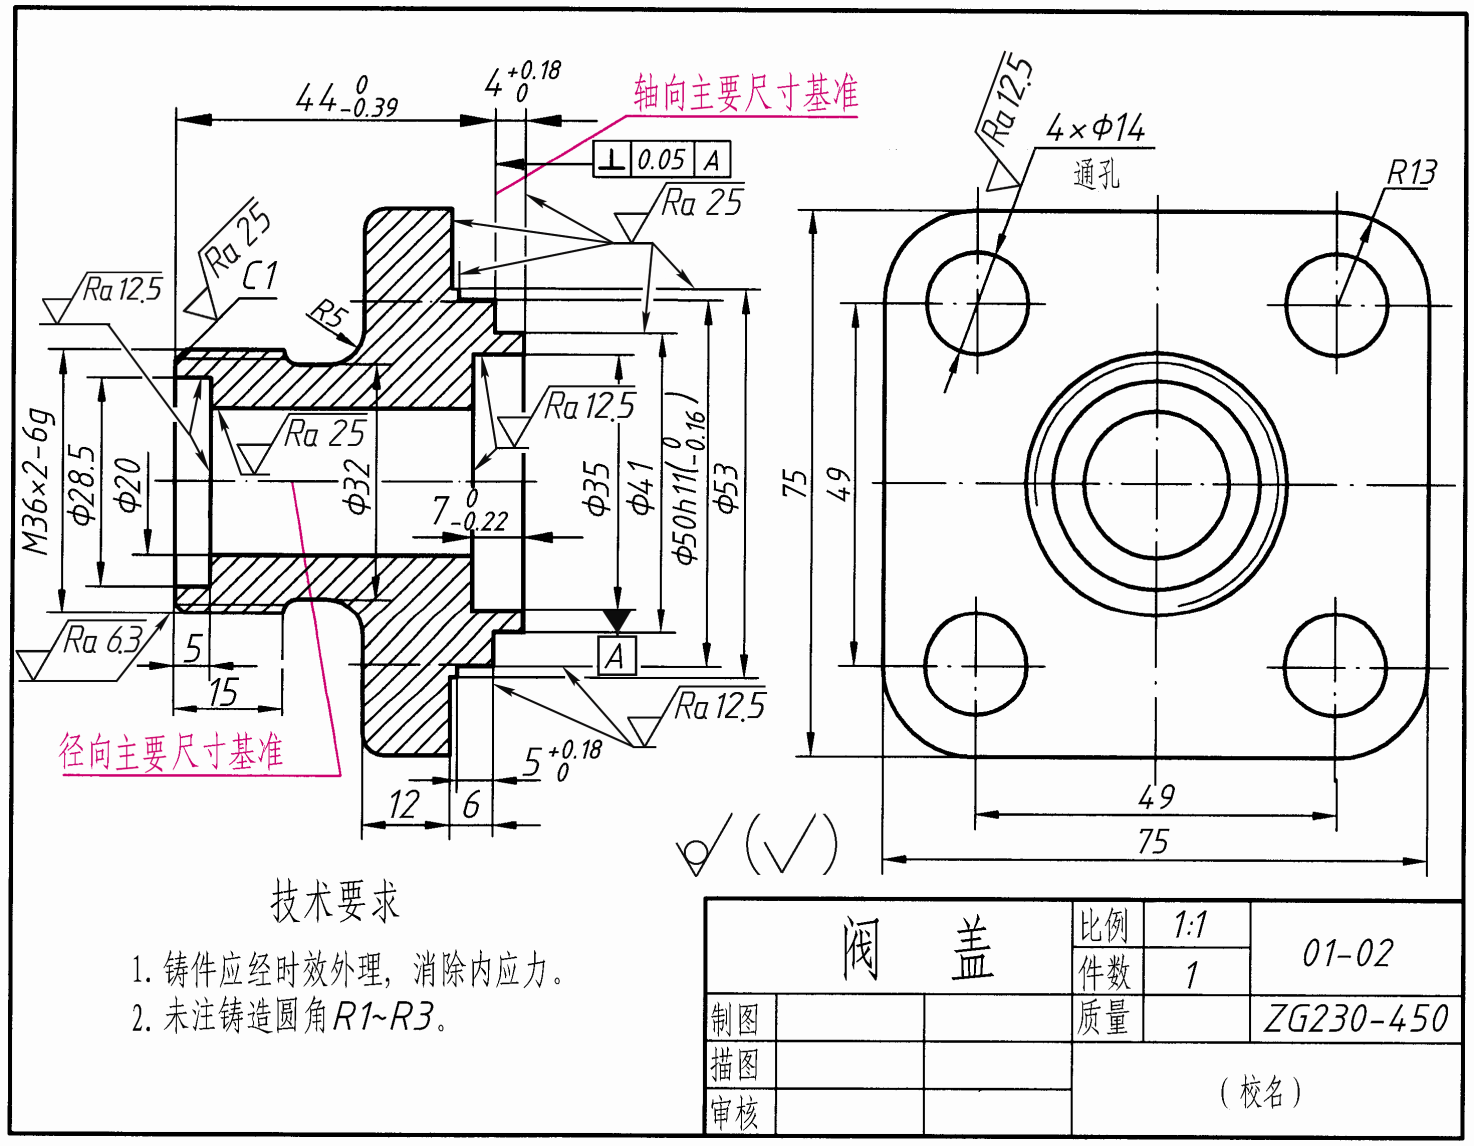 44 0 -0.39
4 +0.18 0
轴向主要尺寸基准
⊥ 0.05 A
Ra 25
Ra 12.5
4×Φ14
通孔
R13
Ra 25
C1
Ra 12.5
R5
Ra 12.5
Ra 25
M36×2-6g
Φ28.5
Φ20
Φ32
7 0 -0.22
Φ35
Φ41
Φ50h11( 0 -0.16)
Φ53
75
49
A
Ra 6.3
5
15
Ra 12.5
径向主要尺寸基准
5 +0.18 0
12
6
49
75
技术要求
1. 铸件应经时效处理，消除内应力。
2. 未注铸造圆角R1~R3。
阀 盖
比例 1:1
件数 1
01-02
制图
质量
ZG230-450
描图
审核
(校名)